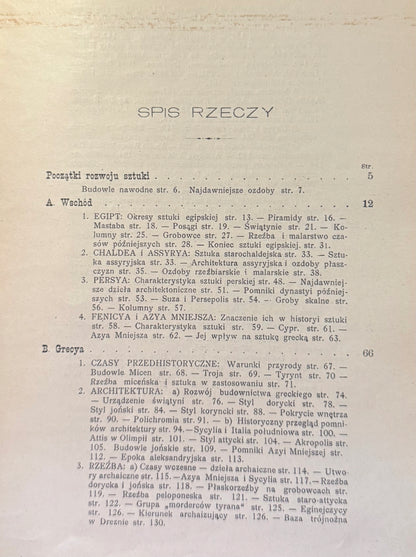 SPIS RZECZY
Str.
Początki rozwoju sztuki . . . . . . . . . . . . . . . . 5
Budowle nawodne str. 6. Najdawniejsze ozdoby str. 7.
A. Wschód . . . . . . . . . . . . . . . . . . . . 12
1. EGIPT: Okresy sztuki egipskiej str. 13. — Piramidy str. 16. —
Mastaba str. 18. — Posągi str. 19. — Świątynie str. 21. — Ko-
lumny str. 25. — Grobowce str. 27. — Rzeźba i malarstwo cza-
sów późniejszych str. 28. — Koniec sztuki egipskiej. str. 31.
2. CHALDEA i ASSYRYA: Sztuka starochaldejska str. 33. — Sztu-
ka assyryjska str. 33. — Architektura assyryjska i ozdoby płasz-
czyzn str. 35. — Ozdoby rzeźbiarskie i malarskie str. 38.
3. PERSYA: Charakterystyka sztuki perskiej str. 48. — Najdawniej-
sze dzieła architektoniczne str. 51. — Pomniki dynastyi później-
szych str. 53. — Suza i Persepolis str. 54. — Groby skalne str.
56. — Kolumny str. 57.
4. FENICYA i AZYA MNIEJSZA: Znaczenie ich w historyi sztuki
str. 58. — Charakterystyka sztuki str. 59. — Cypr. str. 61. —
Azya Mniejsza str. 62. — Jej wpływ na sztukę grecką str. 63.
B. Grecya . . . . . . . . . . . . . . . . . . . . 66
1. CZASY PRZEDHISTORYCZNE: Warunki przyrody str. 67. —
Budowle Micen str. 68. — Troja str. 69. — Tyrynt str. 70 —
Rzeźba miceńska i sztuka w zastosowaniu str. 71.
2. ARCHITEKTURA: a) Rozwój budownictwa greckiego str. 74.
— Urządzenie świątyni str. 76. — Styl dorycki str. 78. —
Styl joński str. 84. — Styl koryncki str. 88. — Pokrycie wnętrza
str. 90. — Polichromia str. 91. — b) Historyczny przegląd pomni-
ków architektury str. 94. —Sycylia i Italia południowa str. 100. —
Attis w Olimpii str. 101. — Styl attycki str. 104. — Akropolis str.
105. Budowle jońskie str. 109. — Pomniki Azyi Mniejszej str.
112. — Epoka aleksandryjska str. 113.
3. RZEŹBA: a) Czasy wczesne — dzieła archaiczne str. 114. — Utwo-
ry archaiczne str. 115. —Azya Mniejsza i Sycylia str. 117.—Rzeźba
dorycka i jońska str. 118. — Płaskorzeźby na grobowcach str.
119. — Rzeźba peloponeska str. 121. — Sztuka staro-attycka
str. 122. — Grupa „morderców tyrana" str. 125. — Eginejczycy
str. 126. — Kierunek archaizujący str. 126. — Baza trójnożna
w Dreźnie str. 130.